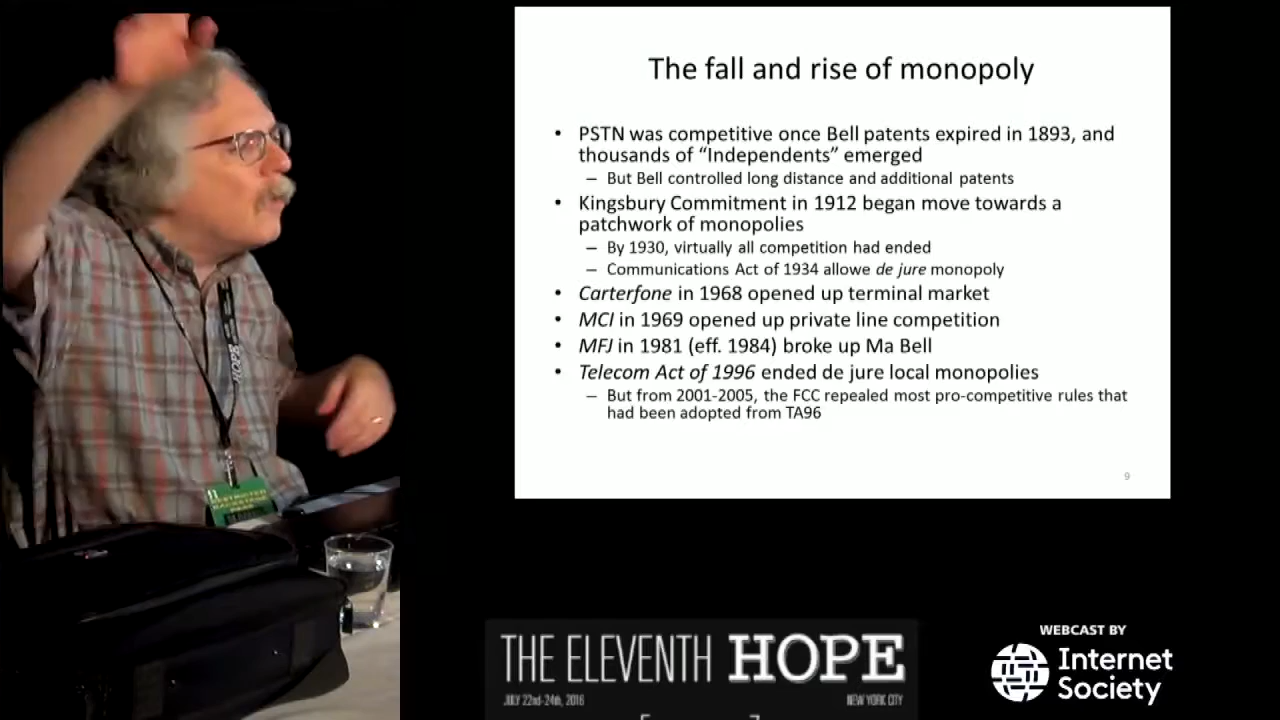 The fall and rise of monopoly
• PSTN was competitive once Bell patents expired in 1893, and
thousands of “Independents” emerged
– But Bell controlled long distance and additional patents
• Kingsbury Commitment in 1912 began move towards a
patchwork of monopolies
– By 1930, virtually all competition had ended
– Communications Act of 1934 allowe de jure monopoly
• Carterfone in 1968 opened up terminal market
• MCI in 1969 opened up private line competition
• MFJ in 1981 (eff. 1984) broke up Ma Bell
• Telecom Act of 1996 ended de jure local monopolies
– But from 2001-2005, the FCC repealed most pro-competitive rules that
had been adopted from TA96
9
HOPE
THE ELEVENTH HOPE
JULY 22nd-24th, 2016
NEW YORK CITY
WEBCAST BY
Internet
Society